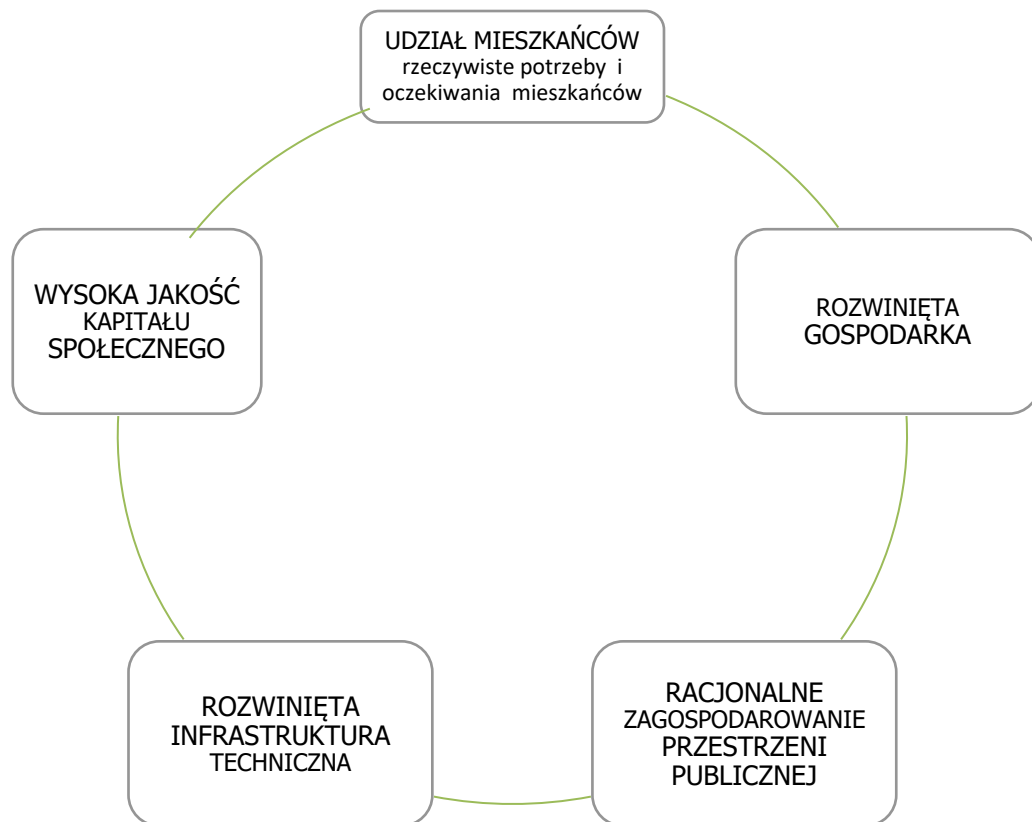 UDZIAŁ MIESZKAŃCÓW
rzeczywiste potrzeby i
oczekiwania mieszkańców
ROZWINIĘTA
GOSPODARKA
RACJONALNE
ZAGOSPODAROWANIE
PRZESTRZENI
PUBLICZNEJ
ROZWINIĘTA
INFRASTRUKTURA
TECHNICZNA
WYSOKA JAKOŚĆ
KAPITAŁU
SPOŁECZNEGO